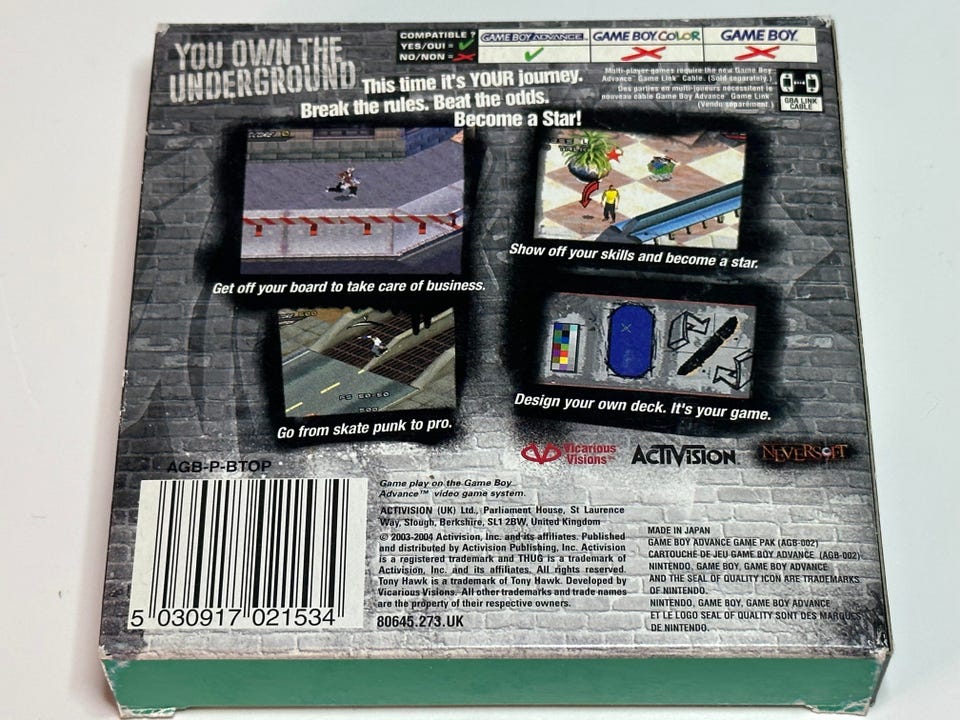 YOU OWN THE
UNDERGROUND
COMPATIBLE ?
YES/OUI =
NO/NON =
GAME BOY ADVANCE
GAME BOY COLOR
GAME BOY
This time it's YOUR journey.
Break the rules. Beat the odds.
Become a Star!
Multi-player games require the new Game Boy
Advance™ Game Link® Cable. (Sold separately.)
Des parties en multi-joueurs nécessitent le
nouveau cable Game Boy Advance™ Game Link®
(Vendu séparément.)
GBA LINK
CABLE
Get off your board to take care of business.
Show off your skills and become a star.
FS 50-50
500
Go from skate punk to pro.
Design your own deck. It's your game.
Vicarious
Visions™
ACTIVISION
NEVERSOFT
AGB-P-BTOP
Game play on the Game Boy
Advance™ video game system.
ACTIVISION (UK) Ltd., Parliament House, St Laurence
Way, Slough, Berkshire, SL1 2BW, United Kingdom
© 2003-2004 Activision, Inc. and its affiliates. Published
and distributed by Activision Publishing, Inc. Activision
is a registered trademark and THUG is a trademark of
Activision, Inc. and its affiliates. All rights reserved.
Tony Hawk is a trademark of Tony Hawk. Developed by
Vicarious Visions. All other trademarks and trade names
are the property of their respective owners.
80645.273.UK
MADE IN JAPAN
GAME BOY ADVANCE GAME PAK (AGB-002)
CARTOUCHE DE JEU GAME BOY ADVANCE (AGB-002)
NINTENDO, GAME BOY, GAME BOY ADVANCE
AND THE SEAL OF QUALITY ICON ARE TRADEMARKS
OF NINTENDO.
NINTENDO, GAME BOY, GAME BOY ADVANCE
ET LE LOGO SEAL OF QUALITY SONT DES MARQUES
DE NINTENDO.
5 030917 021534